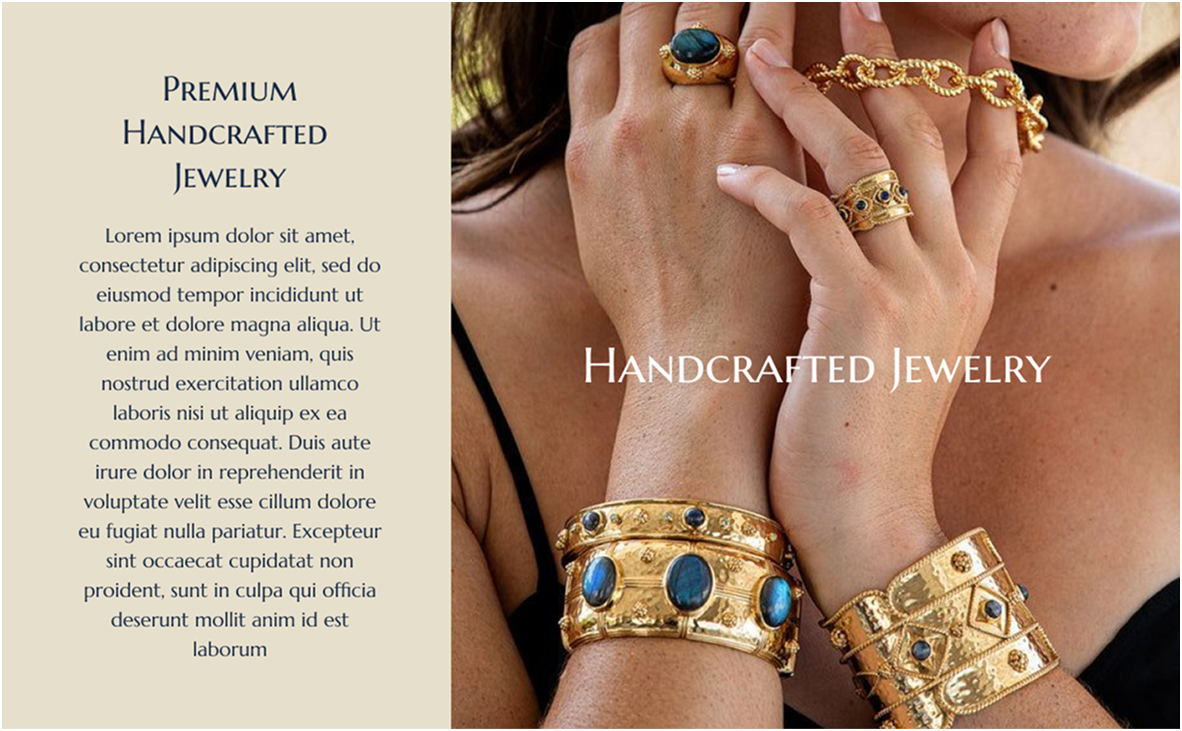 Premium
Handcrafted
Jewelry
Lorem ipsum dolor sit amet,
consectetur adipiscing elit, sed do
eiusmod tempor incididunt ut
labore et dolore magna aliqua. Ut
enim ad minim veniam, quis
nostrud exercitation ullamco
laboris nisi ut aliquip ex ea
commodo consequat. Duis aute
irure dolor in reprehenderit in
voluptate velit esse cillum dolore
eu fugiat nulla pariatur. Excepteur
sint occaecat cupidatat non
proident, sunt in culpa qui officia
deserunt mollit anim id est
laborum
Handcrafted Jewelry